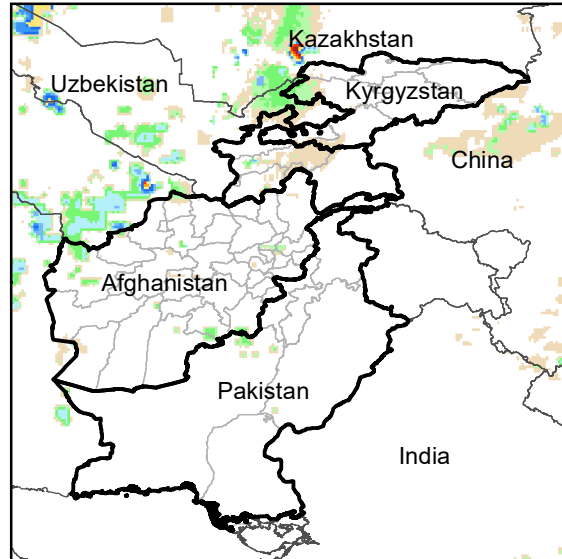 Kazakhstan
Uzbekistan
Kyrgyzstan
China
Afghanistan
Pakistan
India